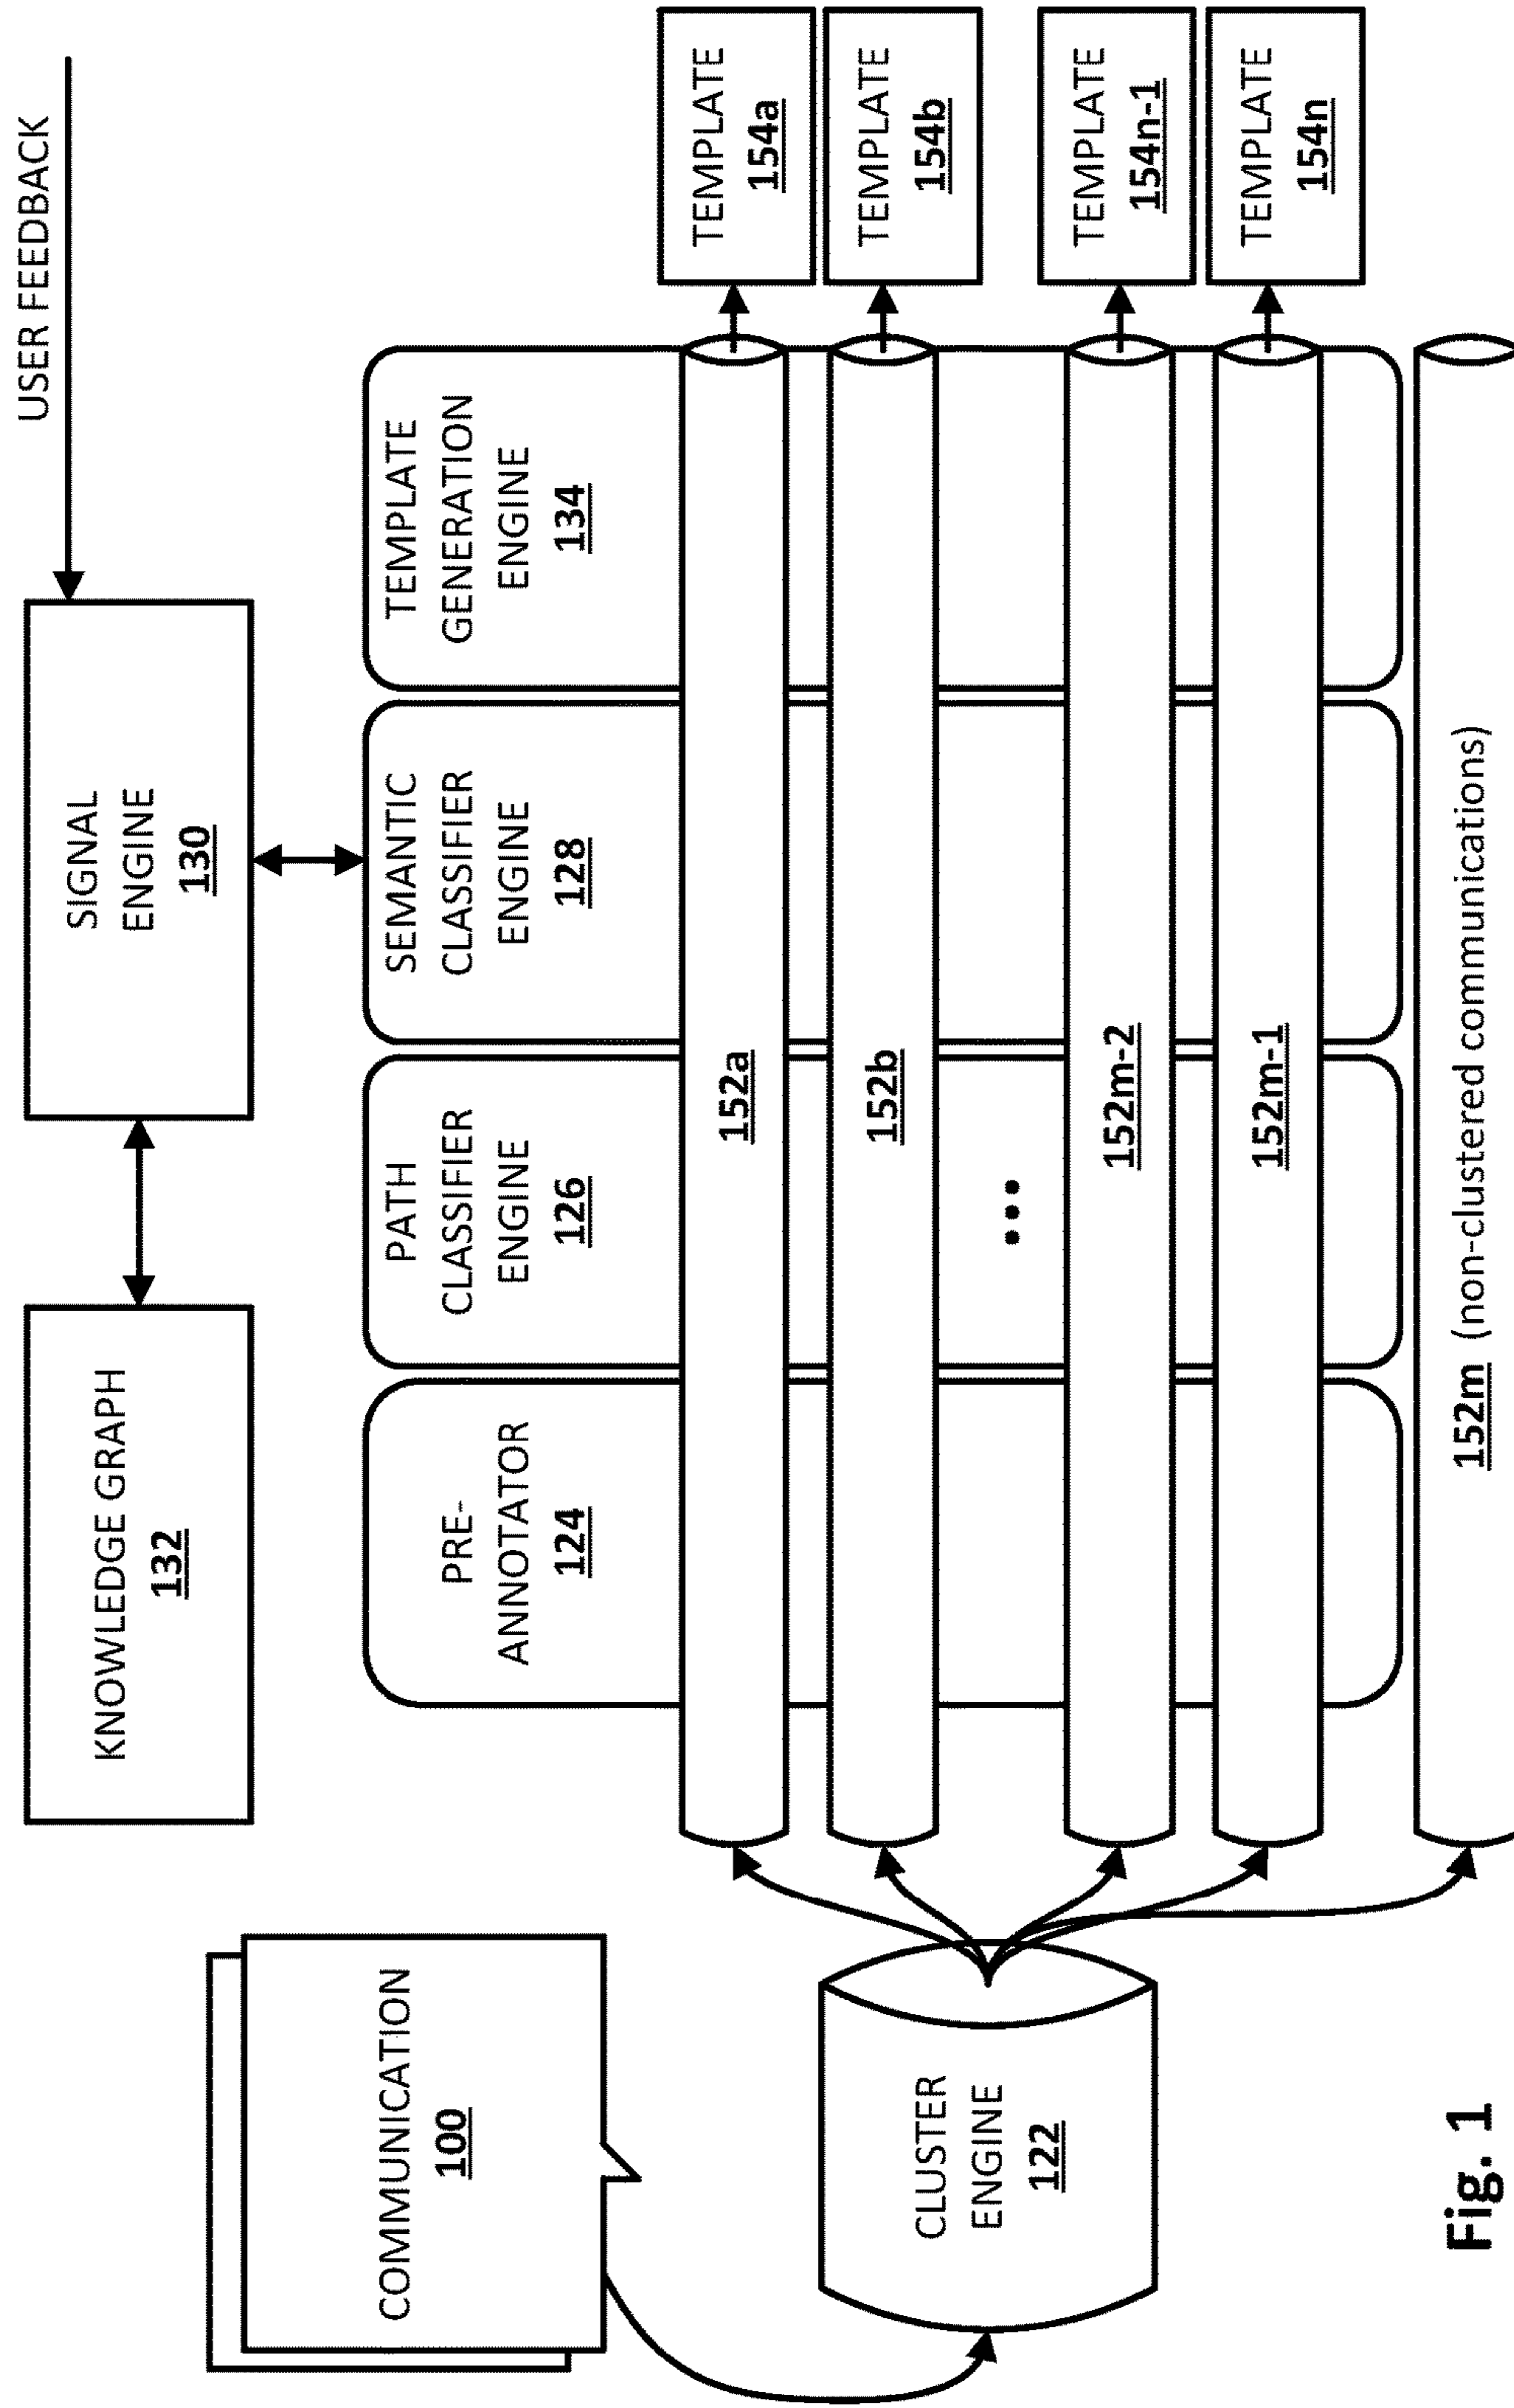 USER FEEDBACK
KNOWLEDGE GRAPH
132
SIGNAL
ENGINE
130
COMMUNICATION
100
PRE-
ANNOTATOR
124
PATH
CLASSIFIER
ENGINE
126
SEMANTIC
CLASSIFIER
ENGINE
128
TEMPLATE
GENERATION
ENGINE
134
152a
TEMPLATE
154a
152b
TEMPLATE
154b
CLUSTER
ENGINE
122
...
152m-2
TEMPLATE
154n-1
152m-1
TEMPLATE
154n
152m (non-clustered communications)
Fig. 1